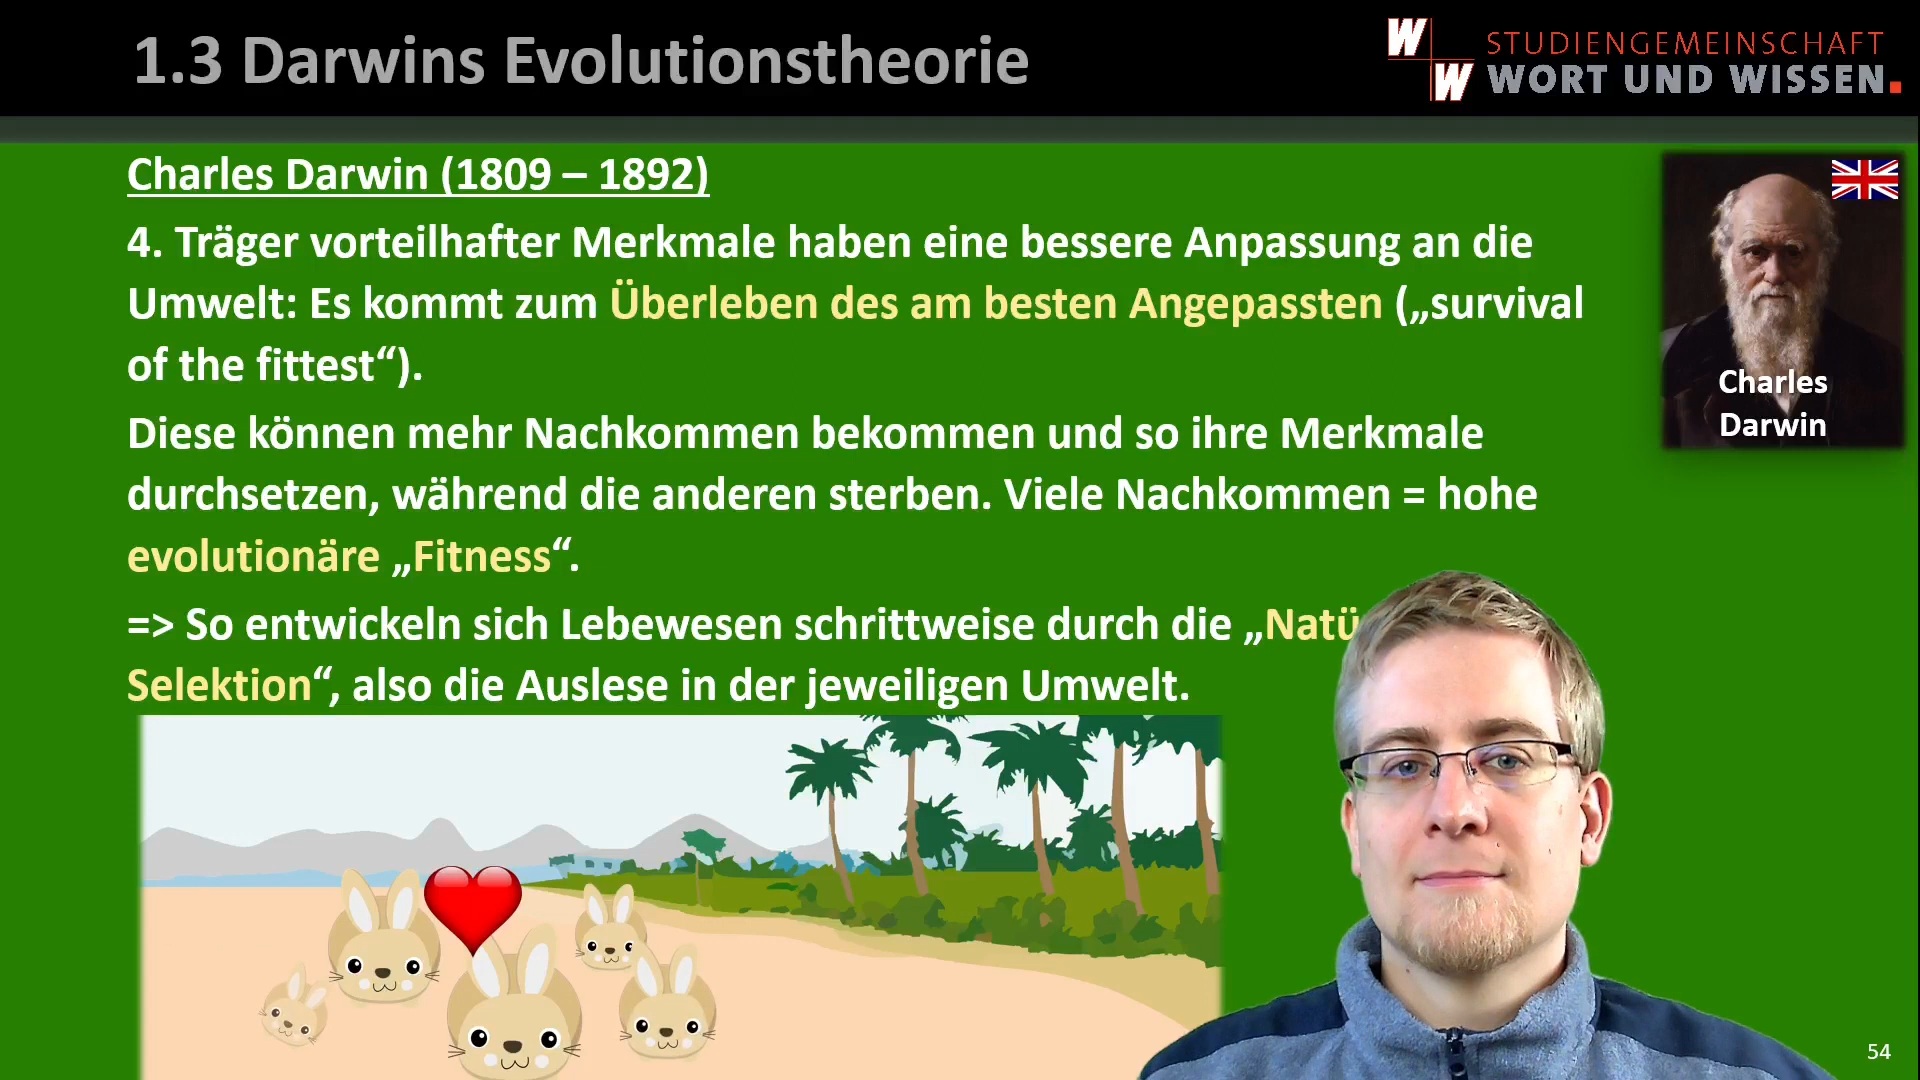 1.3 Darwins Evolutionstheorie
W
W
STUDIENGEMEINSCHAFT
WORT UND WISSEN.
Charles Darwin (1809 – 1892)
4. Träger vorteilhafter Merkmale haben eine bessere Anpassung an die
Umwelt: Es kommt zum Überleben des am besten Angepassten („survival
of the fittest“).
Diese können mehr Nachkommen bekommen und so ihre Merkmale
durchsetzen, während die anderen sterben. Viele Nachkommen = hohe
evolutionäre „Fitness“.
=> So entwickeln sich Lebewesen schrittweise durch die „
Selektion“, also die Auslese in der jeweiligen Umwelt.
Charles
Darwin
54